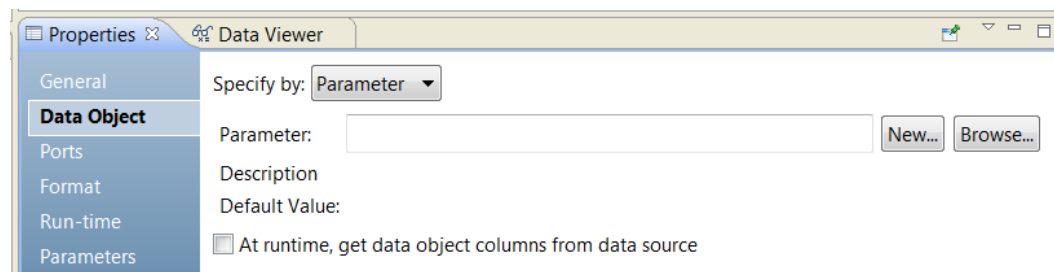 Properties Data Viewer
General
Specify by: Parameter
Data Object
Parameter: New... Browse...
Ports
Description
Format
Default Value:
Run-time
At runtime, get data object columns from data source
Parameters